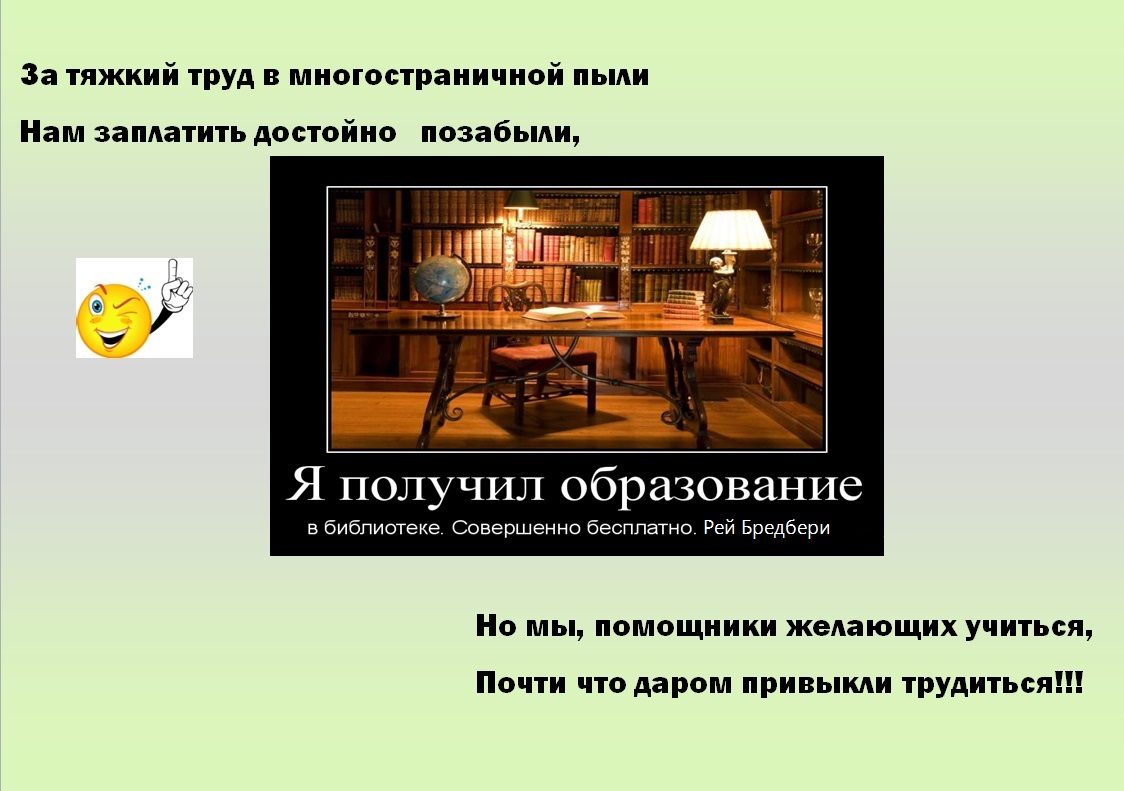 За тяжкий труд в многостраничной пыли
Нам заплатить достойно позабыли,
Я получил образование
в библиотеке. Совершенно бесплатно. Рей Бредбери
Но мы, помощники желающих учиться,
Почти что даром привыкли трудиться!!!